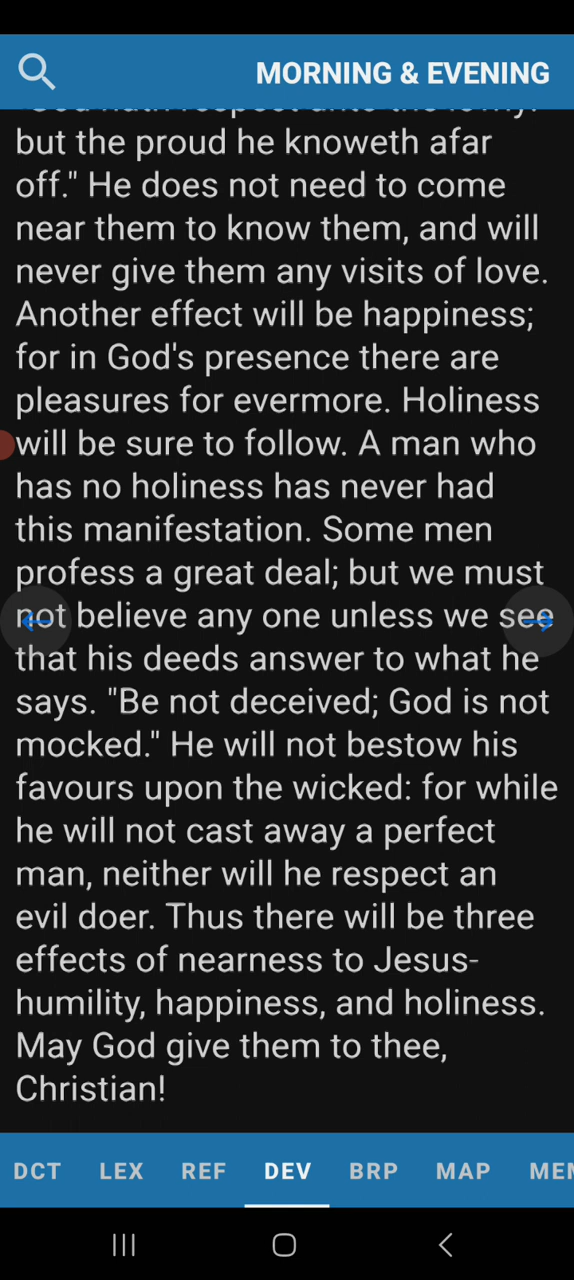 MORNING & EVENING
"God hath respect unto the lowly:
but the proud he knoweth afar
off." He does not need to come
near them to know them, and will
never give them any visits of love.
Another effect will be happiness;
for in God's presence there are
pleasures for evermore. Holiness
will be sure to follow. A man who
has no holiness has never had
this manifestation. Some men
profess a great deal; but we must
not believe any one unless we see
that his deeds answer to what he
says. "Be not deceived; God is not
mocked." He will not bestow his
favours upon the wicked: for while
he will not cast away a perfect
man, neither will he respect an
evil doer. Thus there will be three
effects of nearness to Jesus-
humility, happiness, and holiness.
May God give them to thee,
Christian!
DCT LEX REF DEV BRP MAP